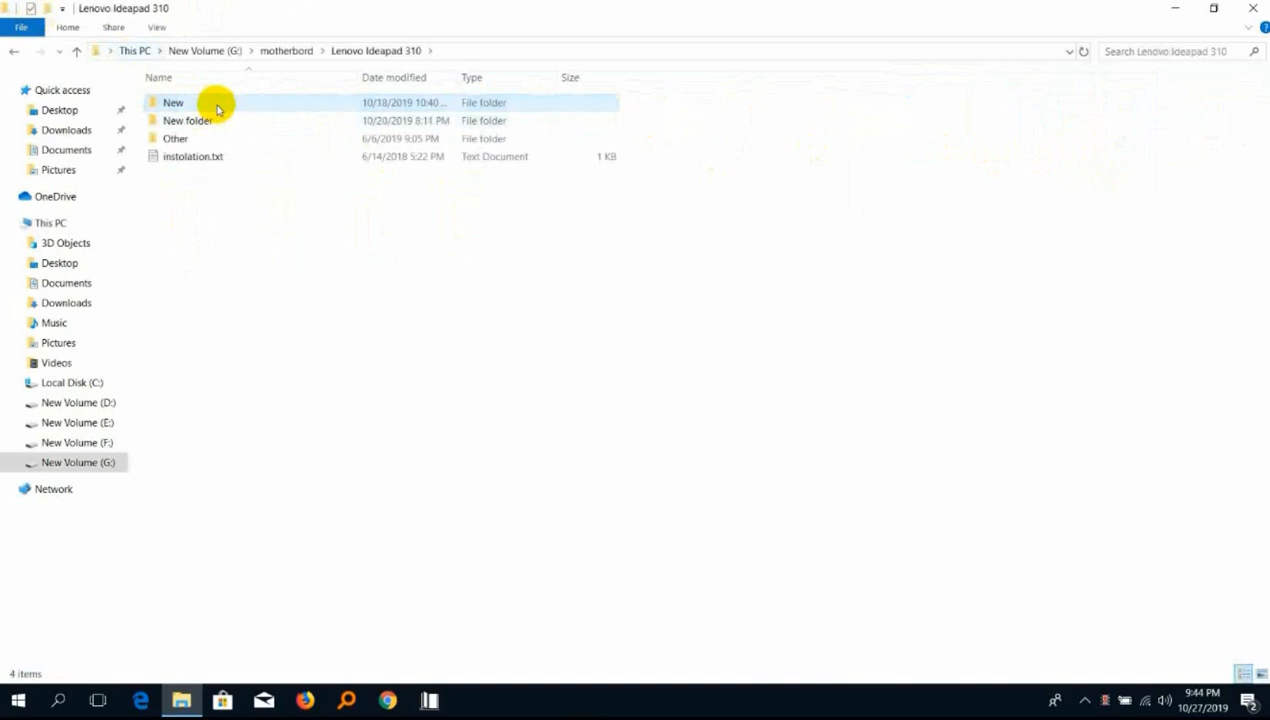 Lenovo Ideapad 310
File Home Share View
This PC New Volume (G:) motherbord Lenovo Ideapad 310 Search Lenovo Ideapad 310
Name Date modified Type Size
Quick access
Desktop
Downloads
Documents
Pictures
OneDrive
This PC
3D Objects
Desktop
Documents
Downloads
Music
Pictures
Videos
Local Disk (C:)
New Volume (D:)
New Volume (E:)
New Volume (F:)
New Volume (G:)
Network
New 10/18/2019 10:40 ... File folder
New folder 10/20/2019 8:11 PM File folder
Other 6/6/2019 9:05 PM File folder
instolation.txt 6/14/2018 5:22 PM Text Document 1 KB
4 items
9:44 PM
10/27/2019
2